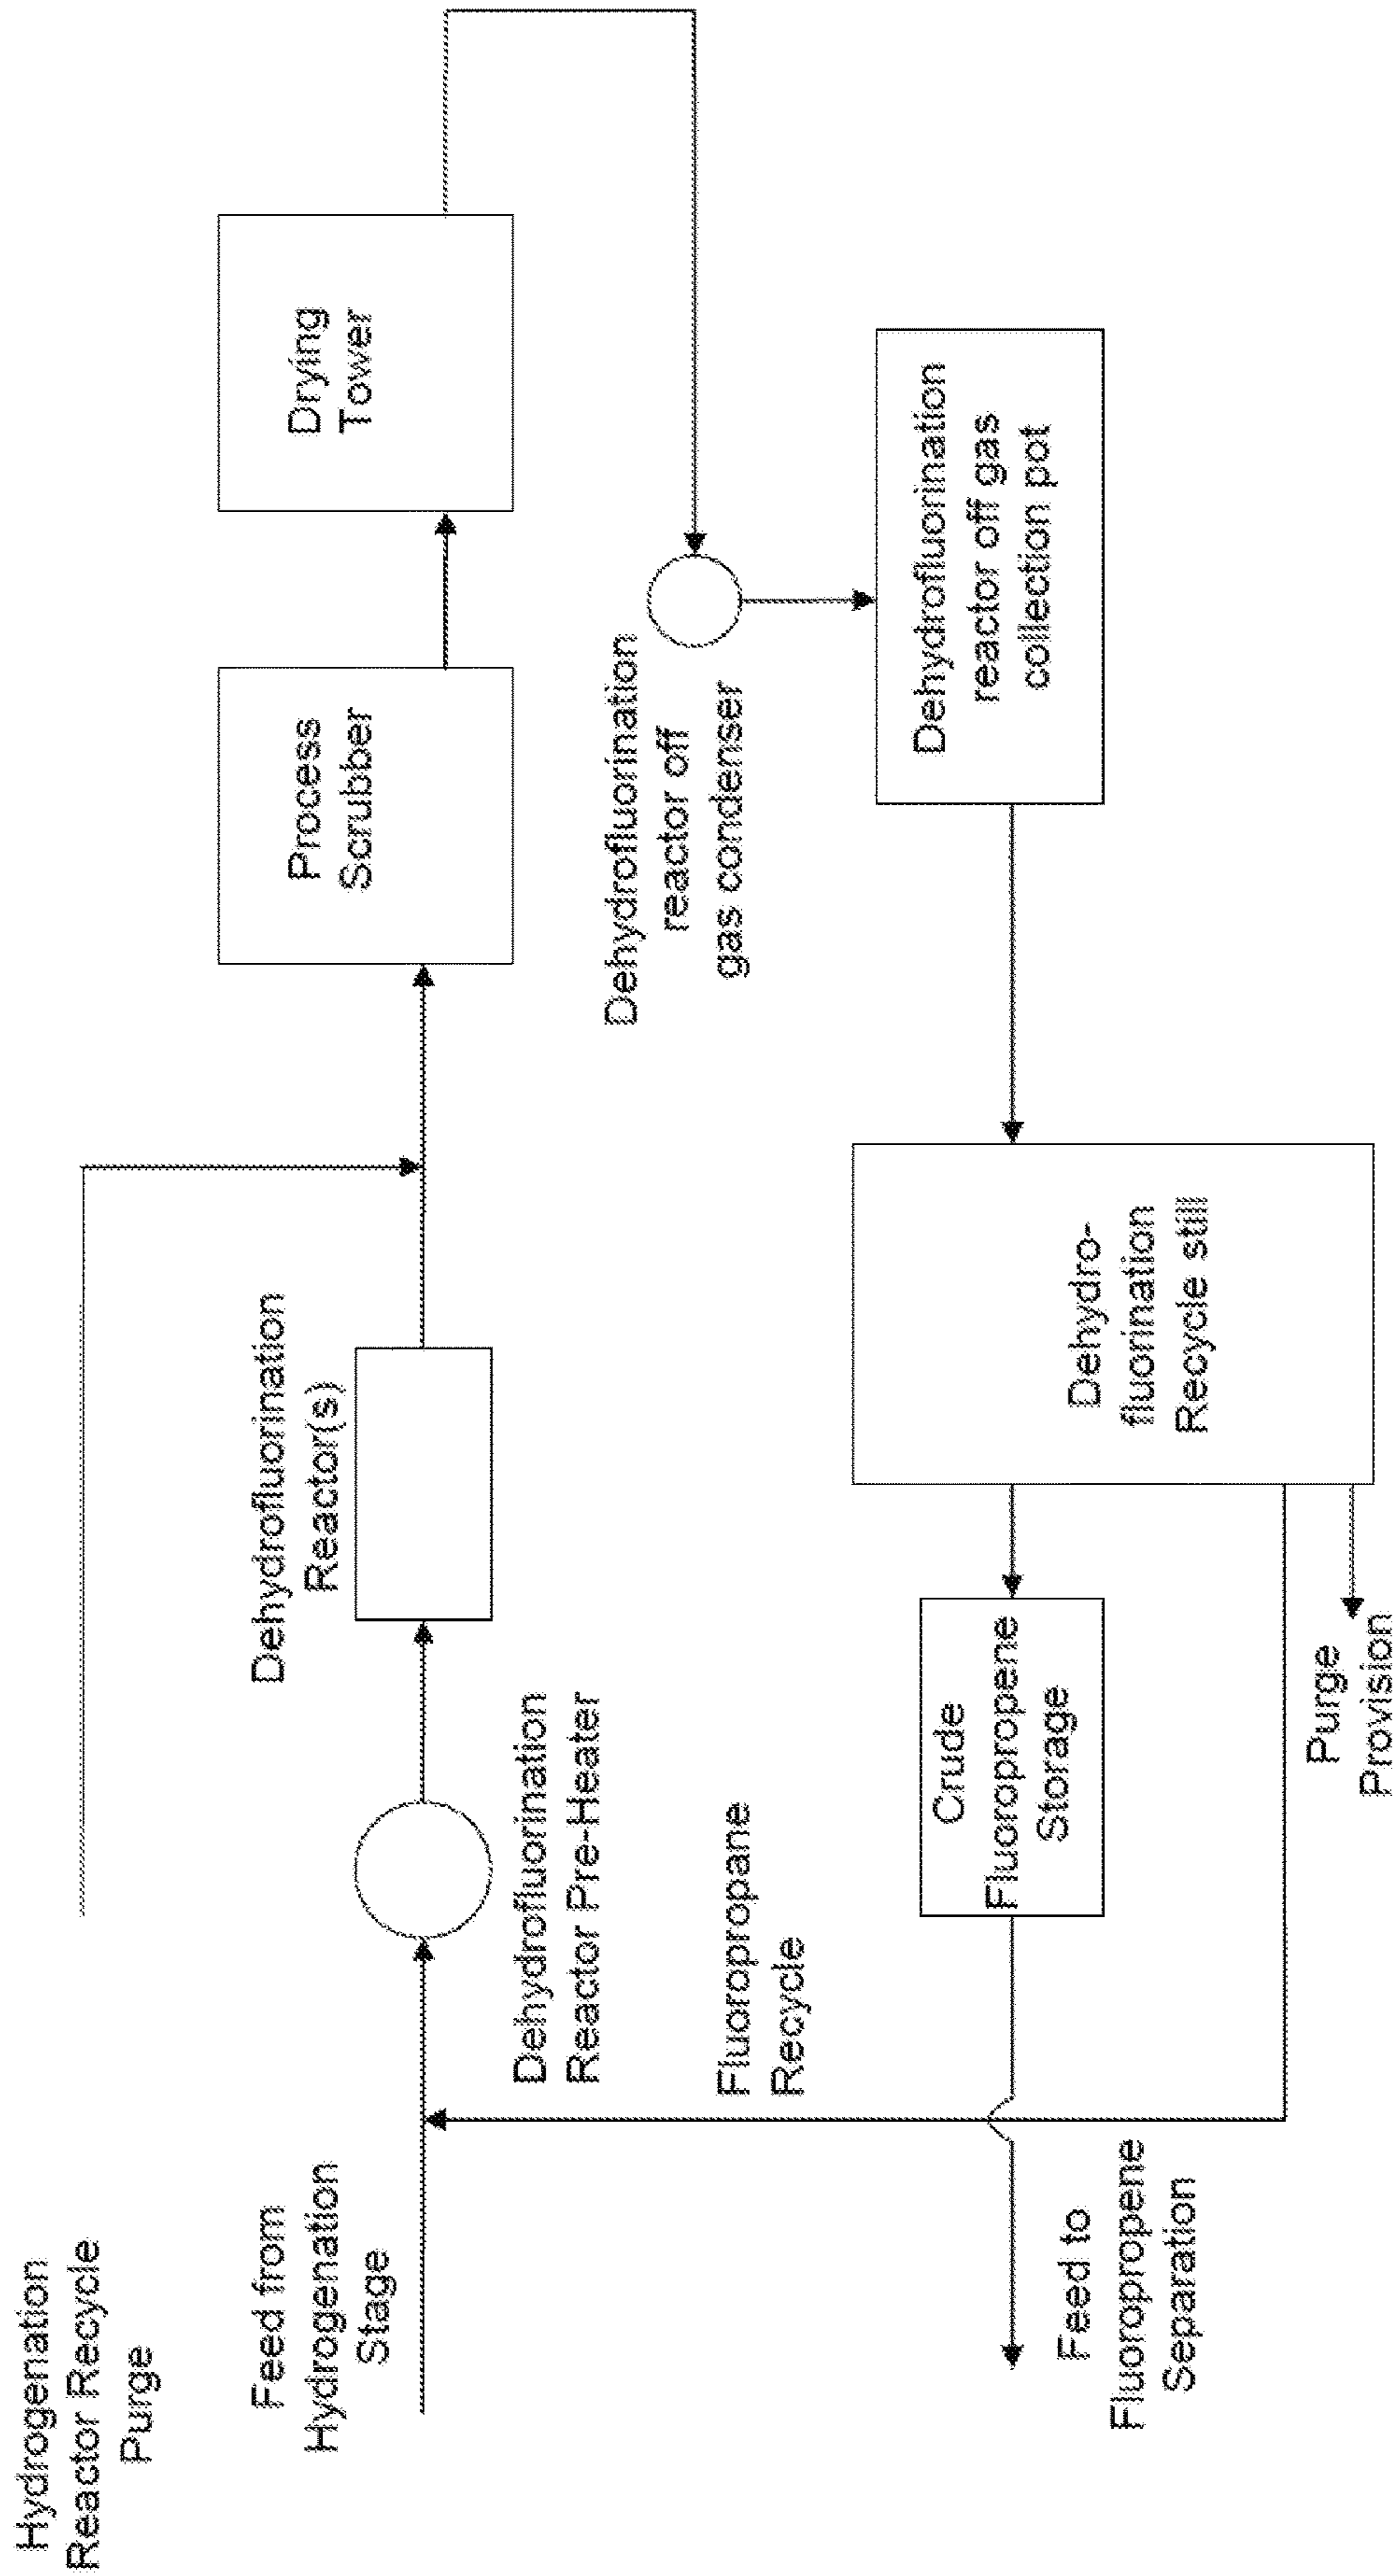 Hydrogenation
Reactor Recycle
Purge
Feed from
Hydrogenation
Stage
Dehydrofluorination
Reactor Pre-Heater
Dehydrofluorination
Reactor(s)
Process
Scrubber
Drying
Tower
Dehydrofluorination
reactor off
gas condenser
Dehydrofluorination
reactor off gas
collection pot
Dehydro-
fluorination
Recycle still
Fluoropropane
Recycle
Crude
Fluoropropene
Storage
Purge
Provision
Feed to
Fluoropropene
Separation